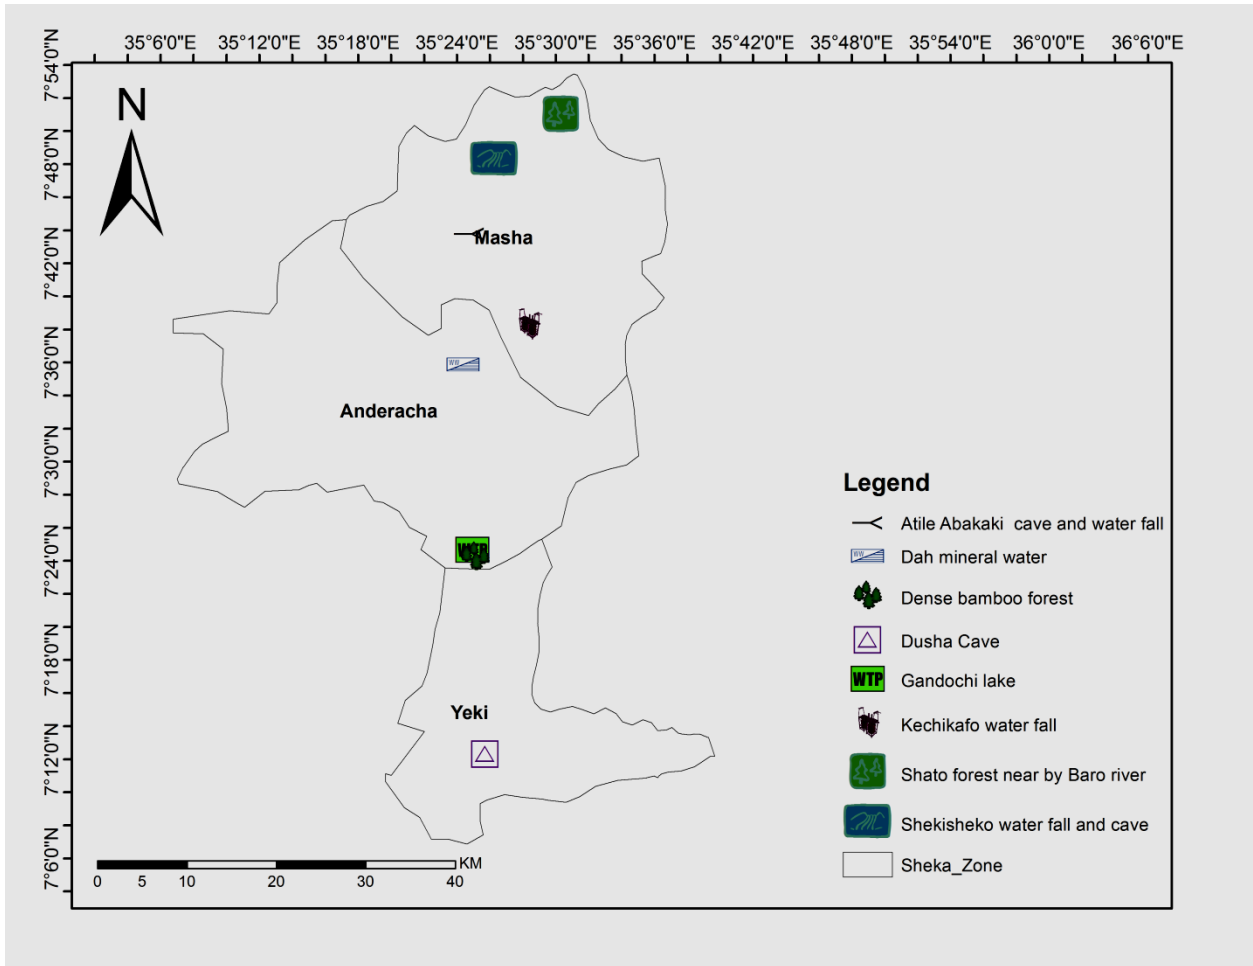 35°6'0"E 35°12'0"E 35°18'0"E 35°24'0"E 35°30'0"E 35°36'0"E 35°42'0"E 35°48'0"E 35°54'0"E 36°0'0"E 36°6'0"E
7°54'0"N
7°48'0"N
7°42'0"N
7°36'0"N
7°30'0"N
7°24'0"N
7°18'0"N
7°12'0"N
7°6'0"N
N
Masha
WW
Anderacha
WTP
Yeki
Legend
Atile Abakaki cave and water fall
WW Dah mineral water
Dense bamboo forest
Dusha Cave
WTP Gandochi lake
Kechikafo water fall
Shato forest near by Baro river
Shekisheko water fall and cave
Sheka_Zone
KM
0 5 10 20 30 40